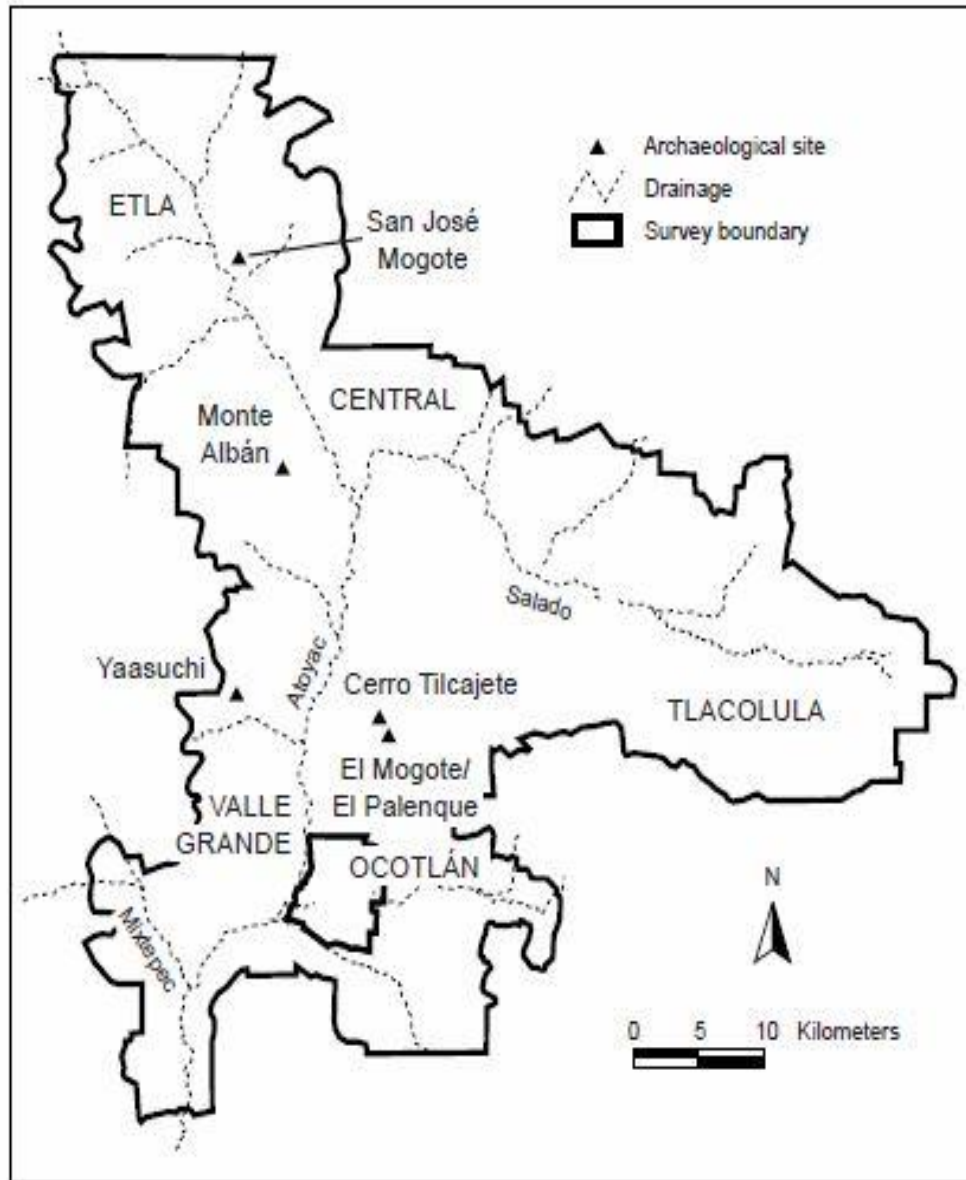 Archaeological site
Drainage
Survey boundary
ETLA
San José
Mogote
CENTRAL
Monte
Albán
Salado
Atoyac
Yaasuchi
Cerro Tilcajete
TLACOLULA
El Mogote/
El Palenque
VALLE
GRANDE
OCOTLÁN
Mixtepec
N
0 5 10 Kilometers